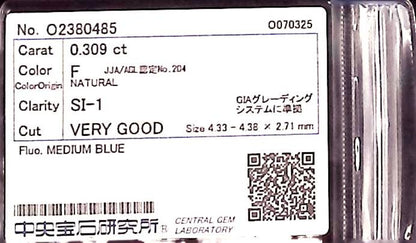 No. O2380485 O070325
Carat 0.309 ct
Color F JJA/AGL認定No.204
ColorOrigin NATURAL
Clarity SI-1 GIAグレーディング
システムに準拠
Cut VERY GOOD Size 4.33 - 4.38 × 2.71 mm
Fluo. MEDIUM BLUE
中央宝石研究所® CENTRAL GEM
LABORATORY